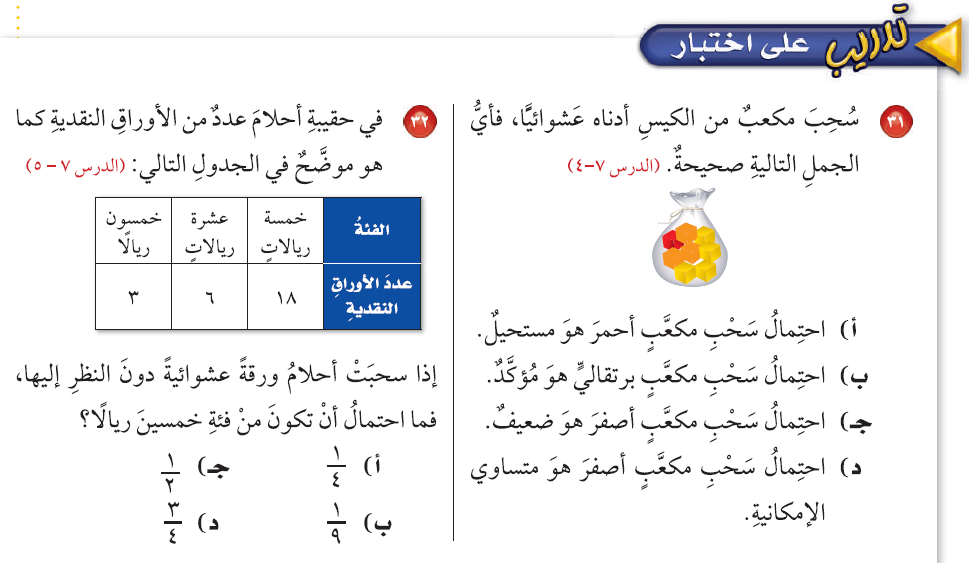 تدريب على اختبار
٣١ سُحِبَ مكعبٌ من الكيسِ أدناه عَشوائيًّا، فأيُّ
الجملِ التاليةِ صحيحةٌ. (الدرس ٧-٤)
أ) احتِمالُ سَحْبِ مكعَّبٍ أحمرَ هوَ مستحيلٌ.
ب) احتِمالُ سَحْبِ مكعَّبٍ برتقاليٍّ هوَ مُؤكَّدٌ.
جـ) احتِمالُ سَحْبِ مكعَّبٍ أصفرَ هوَ ضعيفٌ.
د) احتِمالُ سَحْبِ مكعَّبٍ أصفرَ هوَ متساوي
الإمكانيةِ.
٣٢ في حقيبةِ أحلامَ عددٌ من الأوراقِ النقديةِ كما
هو موضَّحٌ في الجدولِ التالي: (الدرس ٧ – ٥)
الفئةُ خمسة ريالاتٍ عشرة ريالاتٍ خمسون ريالًا
عددَ الأوراقِ النقديةِ ١٨ ٦ ٣
إذا سحبَتْ أحلامُ ورقةً عشوائيةً دونَ النظرِ إليها،
فما احتمالُ أنْ تكونَ منْ فئةِ خمسينَ ريالًا؟
أ) ١/٤ جـ) ١/٢
ب) ١/٩ د) ٣/٤